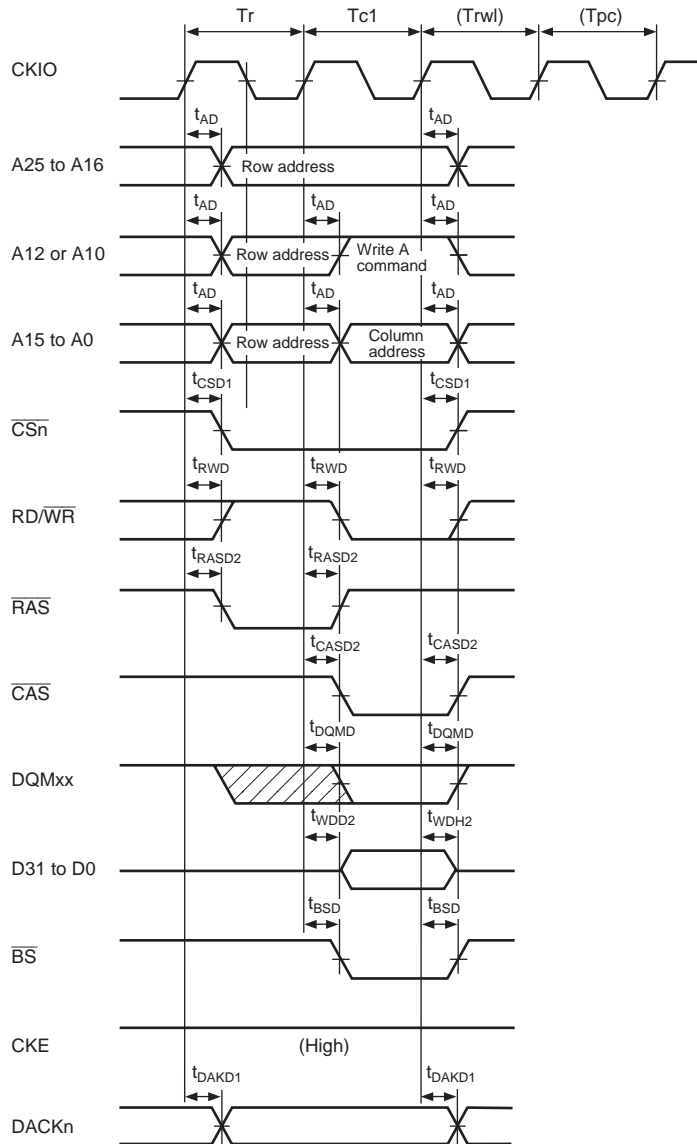 Tr Tc1 (Trwl) (Tpc)
CKIO
tAD tAD
A25 to A16 Row address
tAD tAD tAD
A12 or A10 Row address Write A command
tAD tAD tAD
A15 to A0 Row address Column address
tCSD1 tCSD1
CSn
tRWD tRWD tRWD
RD/WR
tRASD2 tRASD2
RAS
tCASD2 tCASD2
CAS
tDQMD tDQMD
DQMxx
tWDD2 tWDH2
D31 to D0
tBSD tBSD
BS
CKE (High)
tDAKD1 tDAKD1
DACKn